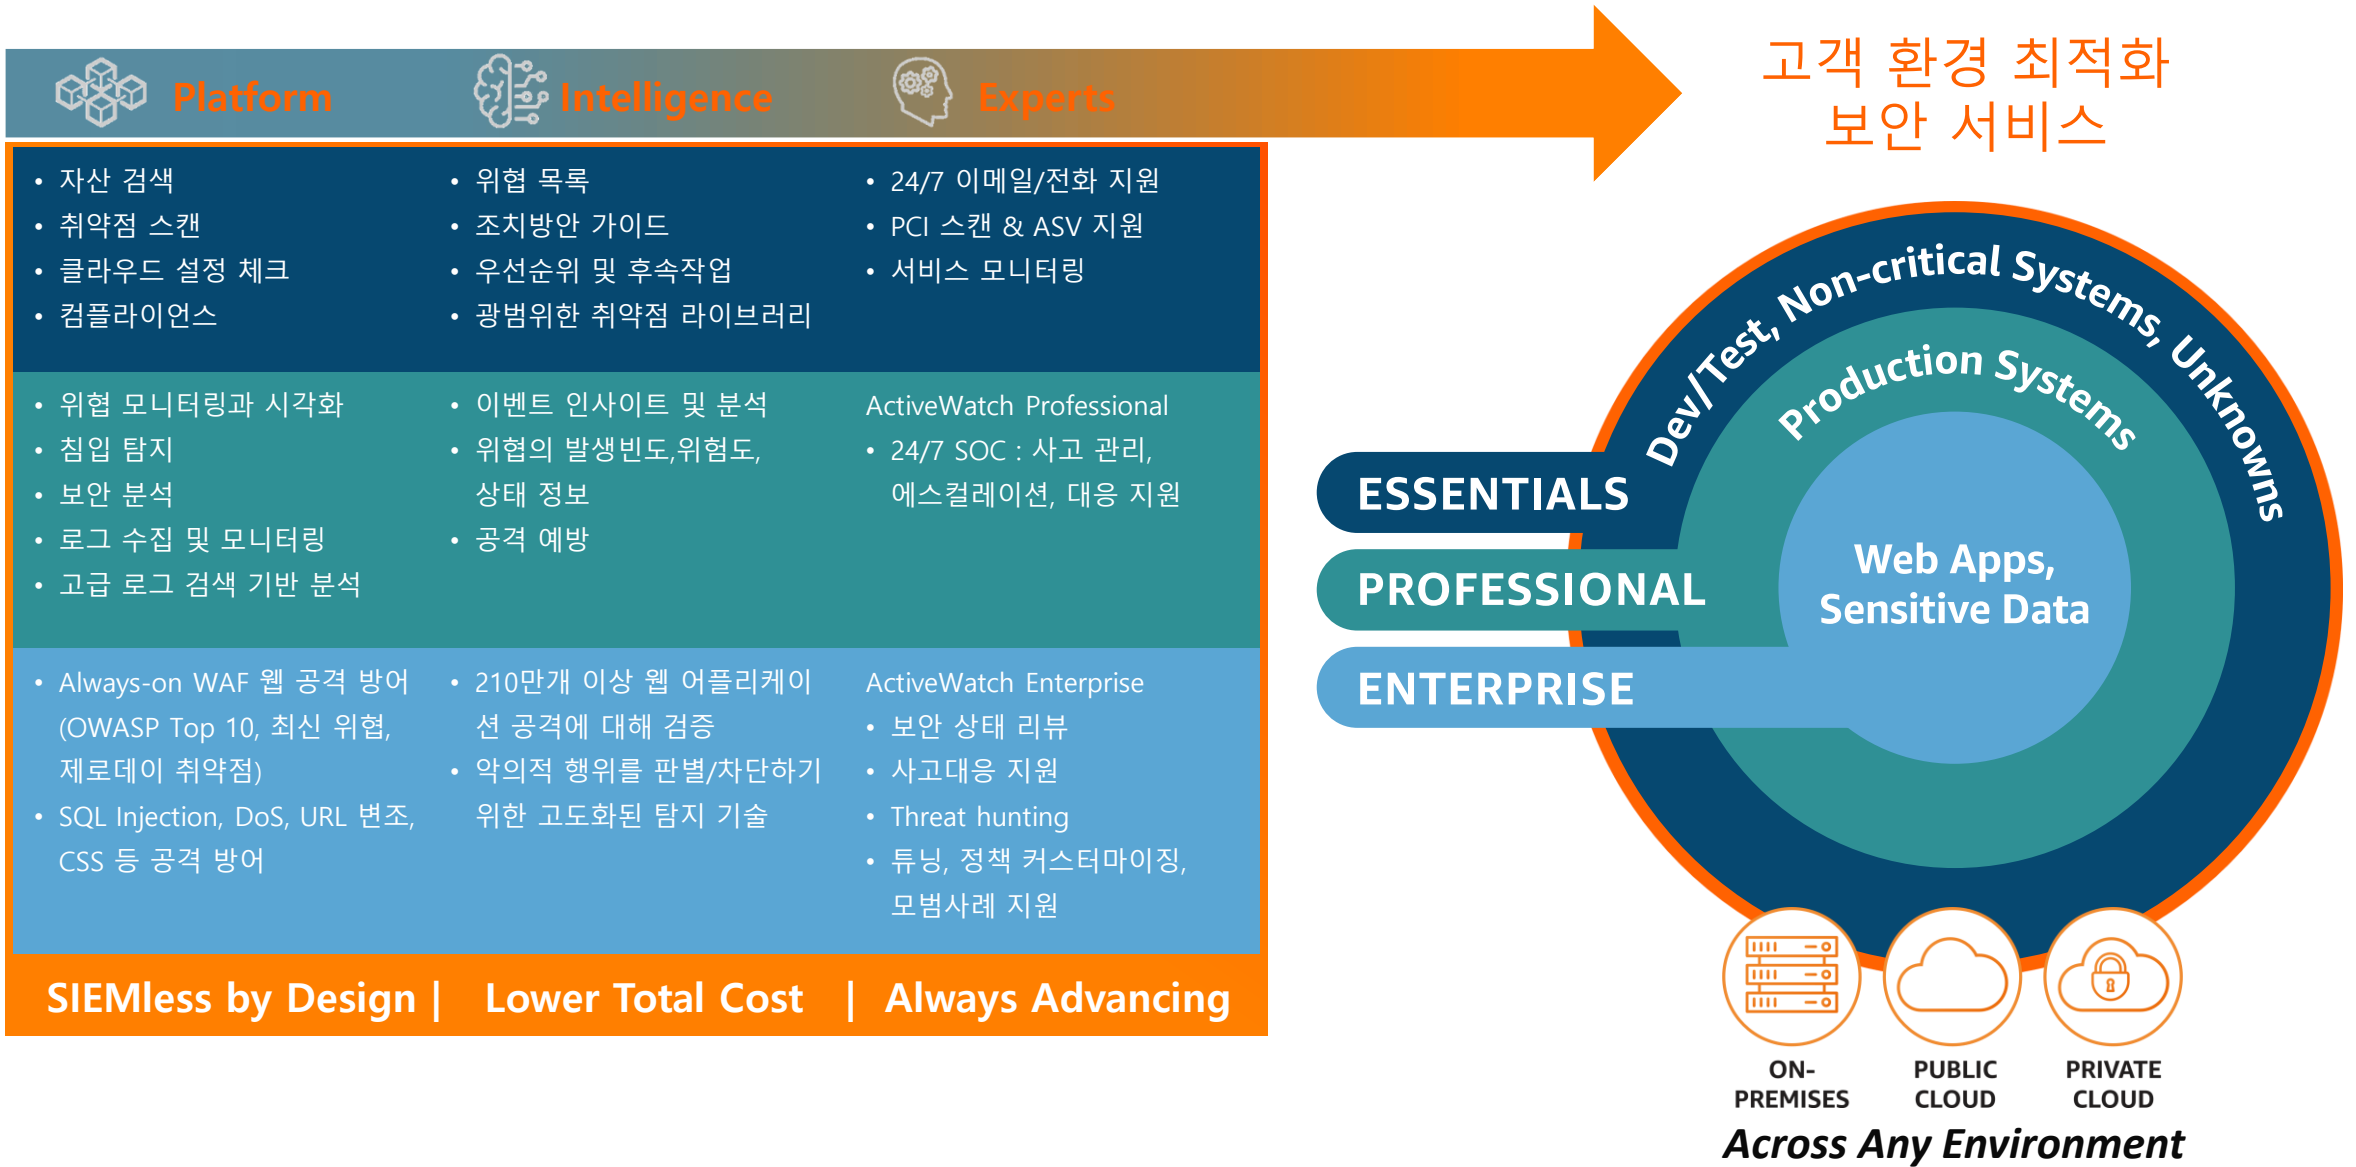 Platform
Intelligence
Experts
고객 환경 최적화
보안 서비스
• 자산 검색
• 취약점 스캔
• 클라우드 설정 체크
• 컴플라이언스
• 위협 목록
• 조치방안 가이드
• 우선순위 및 후속작업
• 광범위한 취약점 라이브러리
• 24/7 이메일/전화 지원
• PCI 스캔 & ASV 지원
• 서비스 모니터링
• 위협 모니터링과 시각화
• 침입 탐지
• 보안 분석
• 로그 수집 및 모니터링
• 고급 로그 검색 기반 분석
• 이벤트 인사이트 및 분석
• 위협의 발생빈도,위험도,
상태 정보
• 공격 예방
ActiveWatch Professional
• 24/7 SOC : 사고 관리,
에스컬레이션, 대응 지원
• Always-on WAF 웹 공격 방어
(OWASP Top 10, 최신 위협,
제로데이 취약점)
• SQL Injection, DoS, URL 변조,
CSS 등 공격 방어
• 210만개 이상 웹 어플리케이
션 공격에 대해 검증
• 악의적 행위를 판별/차단하기
위한 고도화된 탐지 기술
ActiveWatch Enterprise
• 보안 상태 리뷰
• 사고대응 지원
• Threat hunting
• 튜닝, 정책 커스터마이징,
모범사례 지원
SIEMless by Design | Lower Total Cost | Always Advancing
Dev/Test, Non-critical Systems, Unknowns
Production Systems
Web Apps,
Sensitive Data
ESSENTIALS
PROFESSIONAL
ENTERPRISE
ON-
PREMISES
PUBLIC
CLOUD
PRIVATE
CLOUD
Across Any Environment